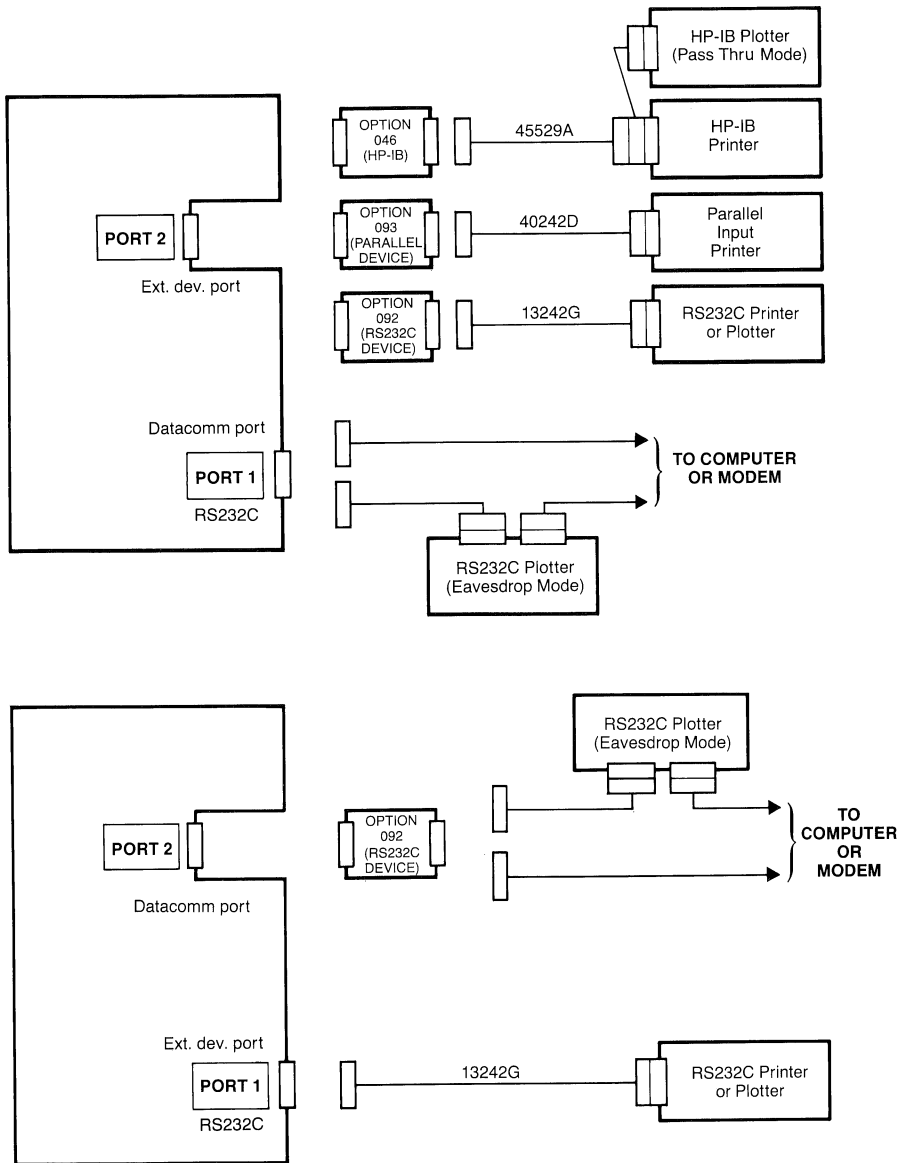 HP-IB Plotter
(Pass Thru Mode)
OPTION
046
(HP-IB)
45529A
HP-IB
Printer
PORT 2
Ext. dev. port
OPTION
093
(PARALLEL
DEVICE)
40242D
Parallel
Input
Printer
OPTION
092
(RS232C
DEVICE)
13242G
RS232C Printer
or Plotter
Datacomm port
PORT 1
RS232C
TO COMPUTER
OR MODEM
RS232C Plotter
(Eavesdrop Mode)
RS232C Plotter
(Eavesdrop Mode)
PORT 2
Datacomm port
OPTION
092
(RS232C
DEVICE)
TO
COMPUTER
OR
MODEM
Ext. dev. port
PORT 1
RS232C
13242G
RS232C Printer
or Plotter